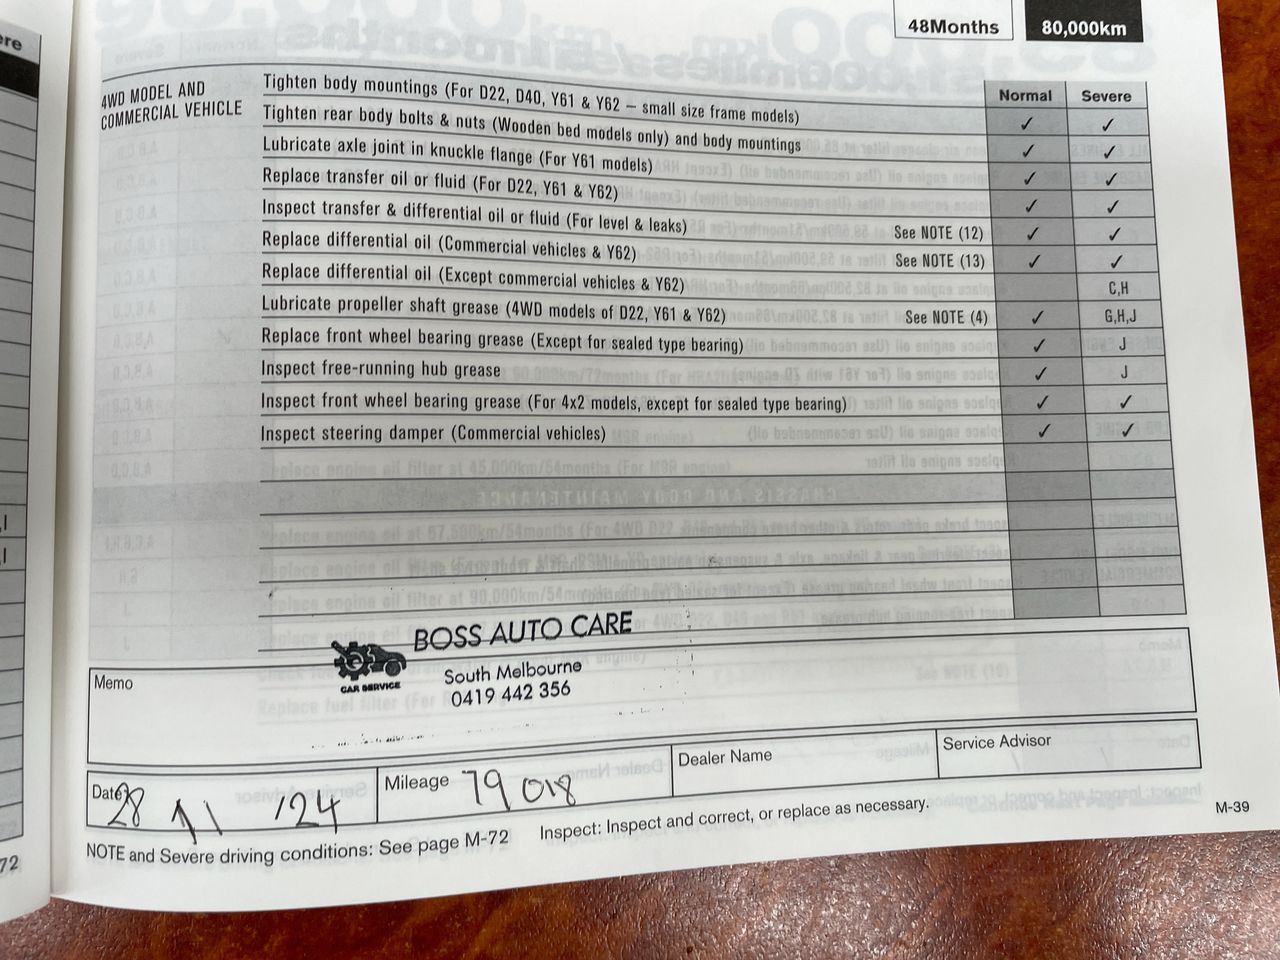 48Months 80,000km
4WD MODEL AND COMMERCIAL VEHICLE
Normal Severe
Tighten body mountings (For D22, D40, Y61 & Y62 – small size frame models) ✓ ✓
Tighten rear body bolts & nuts (Wooden bed models only) and body mountings ✓ ✓
Lubricate axle joint in knuckle flange (For Y61 models) ✓ ✓
Replace transfer oil or fluid (For D22, Y61 & Y62) ✓ ✓
Inspect transfer & differential oil or fluid (For level & leaks) See NOTE (12) ✓ ✓
Replace differential oil (Commercial vehicles & Y62) See NOTE (13) ✓ ✓
Replace differential oil (Except commercial vehicles & Y62) C,H
Lubricate propeller shaft grease (4WD models of D22, Y61 & Y62) See NOTE (4) ✓ G,H,J
Replace front wheel bearing grease (Except for sealed type bearing) ✓ J
Inspect free-running hub grease ✓ J
Inspect front wheel bearing grease (For 4x2 models, except for sealed type bearing) ✓ ✓
Inspect steering damper (Commercial vehicles) ✓ ✓
Memo
BOSS AUTO CARE
CAR SERVICE
South Melbourne
0419 442 356
Date 28 /11 /24 Mileage 79 018 Dealer Name Service Advisor
NOTE and Severe driving conditions: See page M-72 Inspect: Inspect and correct, or replace as necessary.
M-39
72